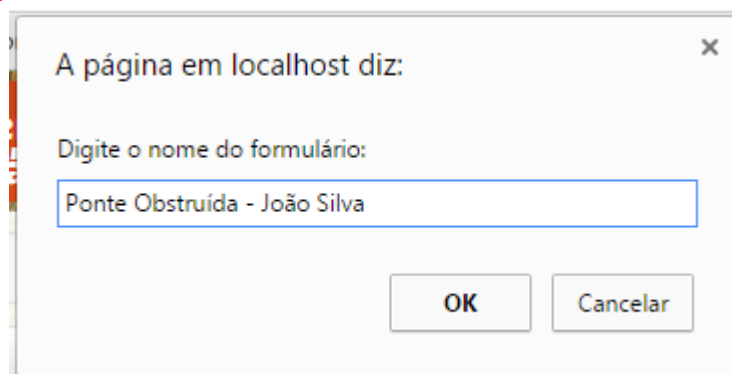 A página em localhost diz:
Digite o nome do formulário:
Ponte Obstruída - João Silva
OK
Cancelar